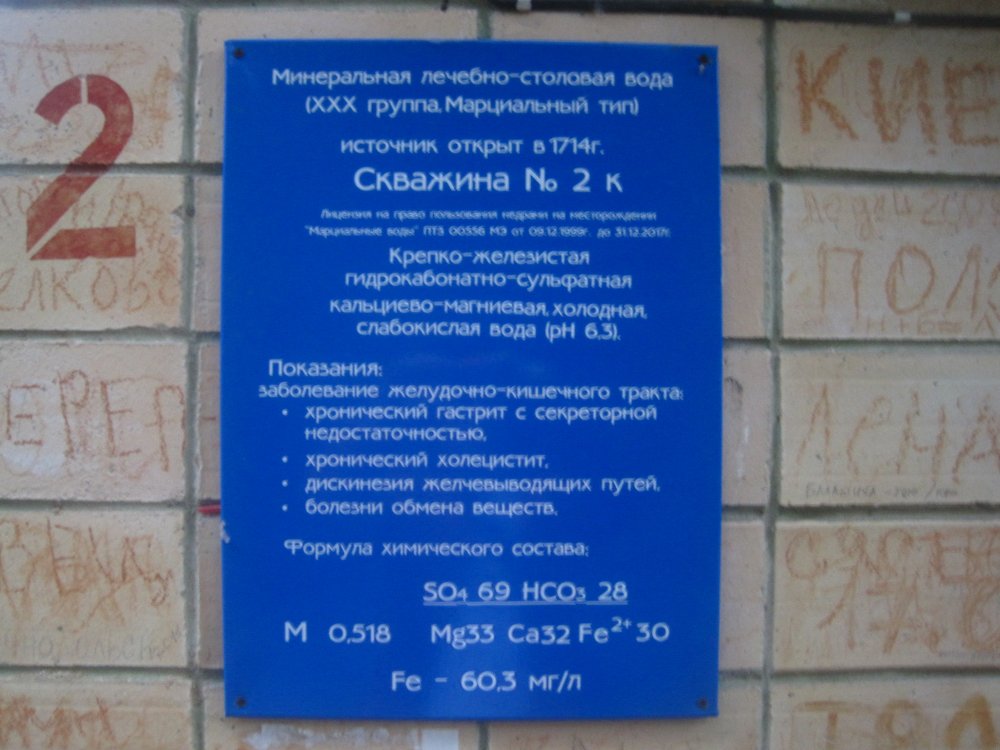 2
Минеральная лечебно-столовая вода
(XXX группа. Марциальный тип)
источник открыт в 1714г.
Скважина № 2 к
Лицензия на право пользования недрами на месторождении
"Марциальные воды" ПТЗ 00556 МЭ от 09.12.1999г. до 31.12.2017г.
Крепко-железистая
гидрокабонатно-сульфатная
кальциево-магниевая, холодная,
слабокислая вода (pH 6.3).
Показания:
заболевание желудочно-кишечного тракта:
• хронический гастрит с секреторной
недостаточностью,
• хронический холецистит,
• дискинезия желчевыводящих путей,
• болезни обмена веществ.
Формула химического состава:
SO4 69 HCO3 28
М 0,518 Mg33 Ca32 Fe2+ 30
Fe - 60,3 мг/л